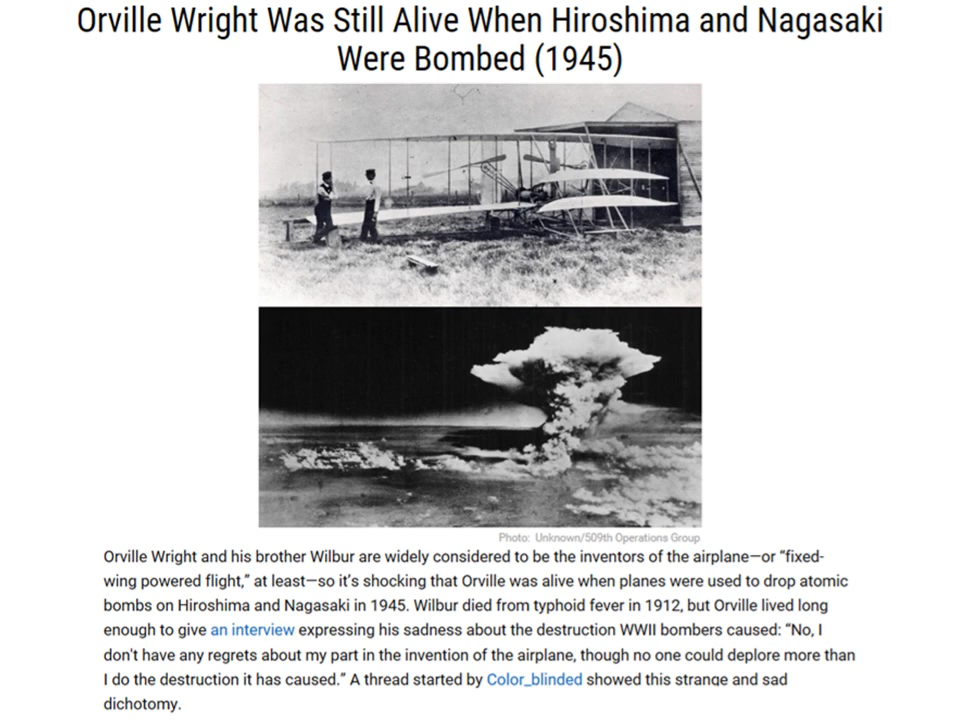 Orville Wright Was Still Alive When Hiroshima and Nagasaki
Were Bombed (1945)
Photo: Unknown/509th Operations Group
Orville Wright and his brother Wilbur are widely considered to be the inventors of the airplane—or “fixed-
wing powered flight,” at least—so it’s shocking that Orville was alive when planes were used to drop atomic
bombs on Hiroshima and Nagasaki in 1945. Wilbur died from typhoid fever in 1912, but Orville lived long
enough to give an interview expressing his sadness about the destruction WWII bombers caused: “No, I
don't have any regrets about my part in the invention of the airplane, though no one could deplore more than
I do the destruction it has caused.” A thread started by Color_blinded showed this strange and sad
dichotomy.